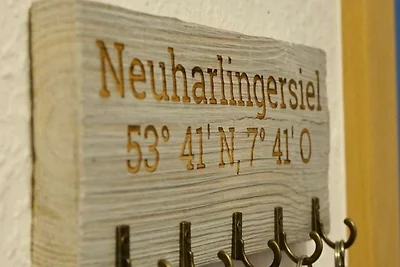 Neuharlingersiel
53° 41' N, 7° 41' O